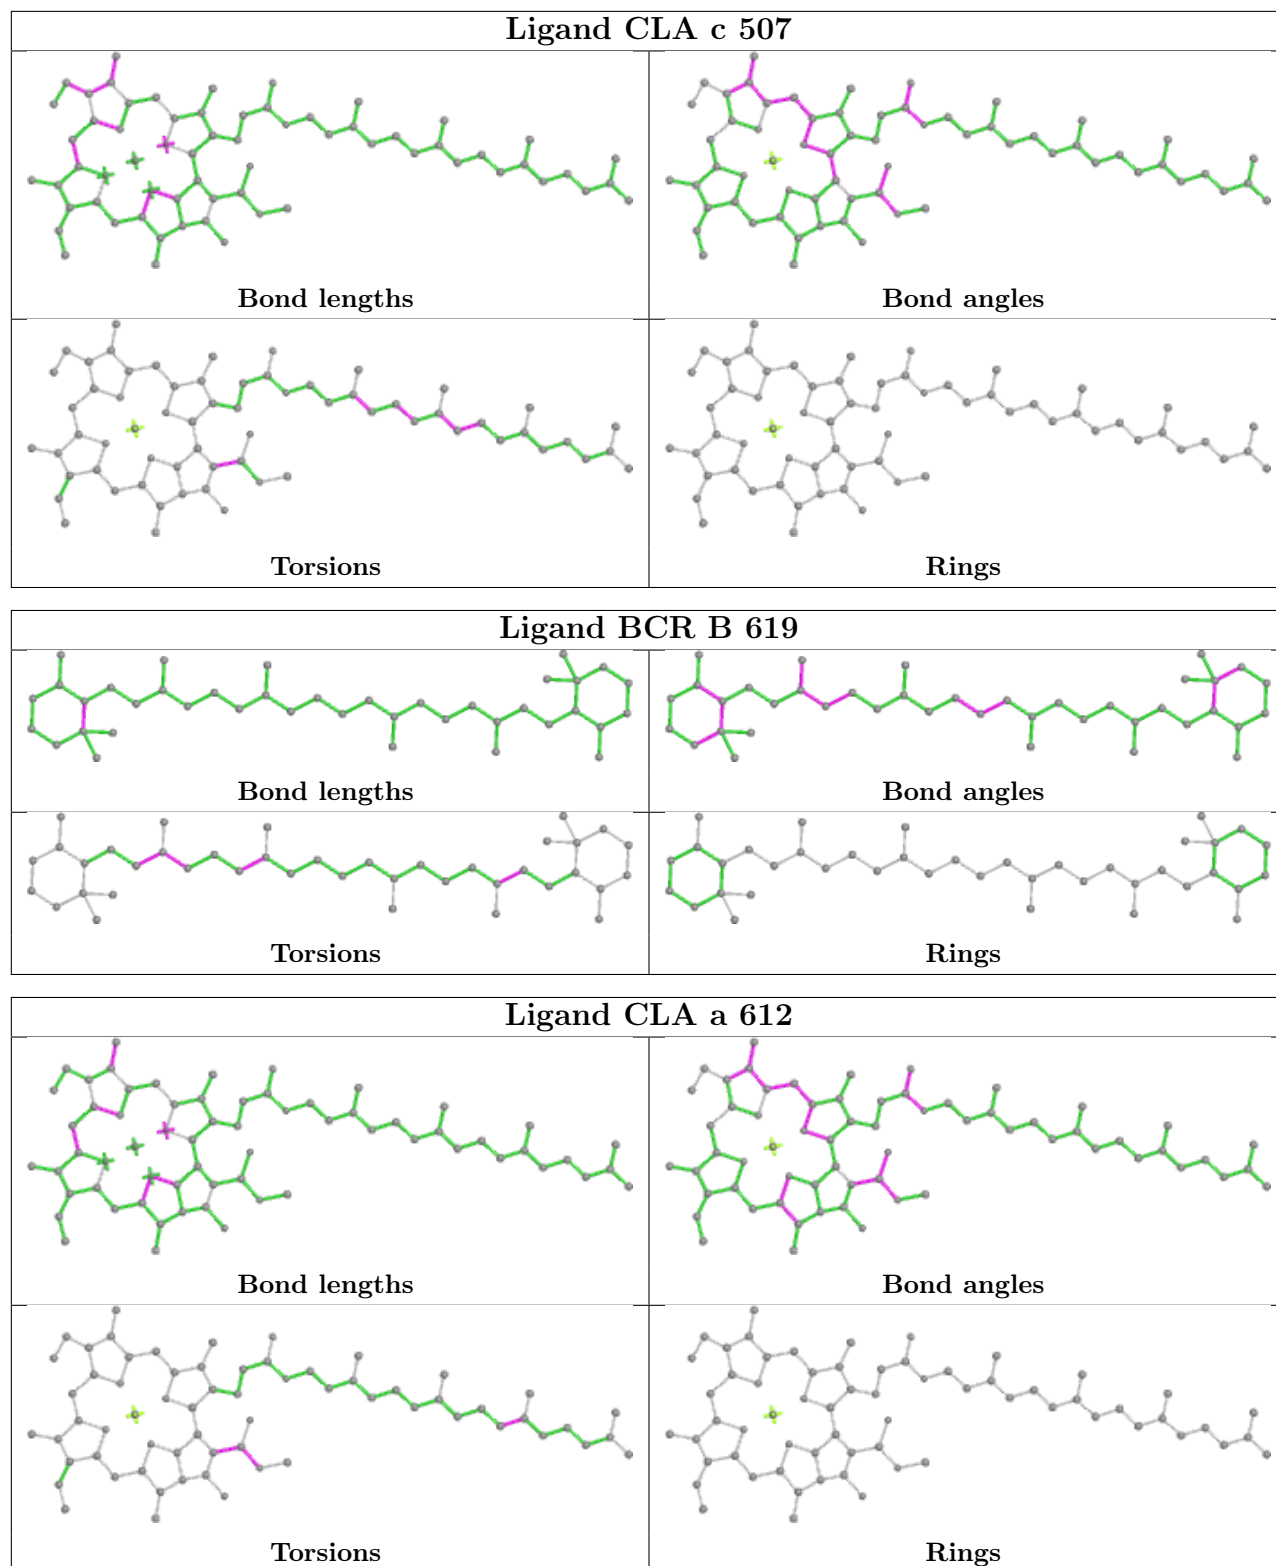 Ligand CLA c 507
Bond lengths
Bond angles
Torsions
Rings
Ligand BCR B 619
Bond lengths
Bond angles
Torsions
Rings
Ligand CLA a 612
Bond lengths
Bond angles
Torsions
Rings